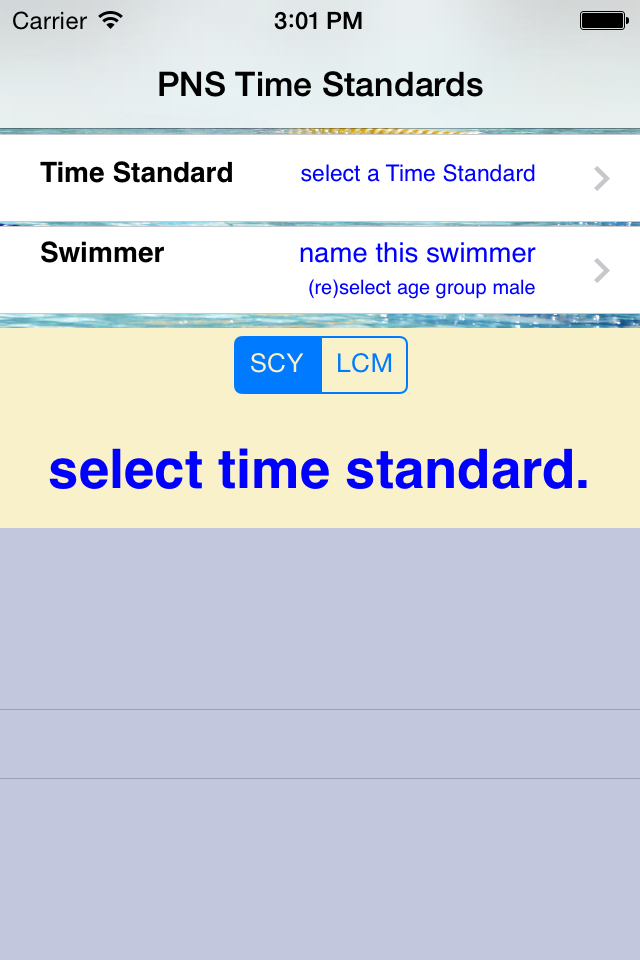 Carrier 3:01 PM
PNS Time Standards
Time Standard select a Time Standard
Swimmer name this swimmer
(re)select age group male
SCY LCM
select time standard.